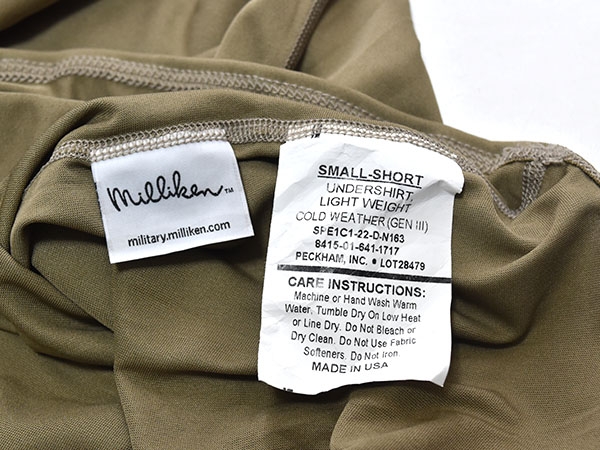 Milliken™
military.milliken.com
SMALL-SHORT
UNDERSHIRT,
LIGHT WEIGHT
COLD WEATHER (GEN III)
SPE1C1-22-D-N163
8415-01-641-1717
PECKHAM, INC. • LOT28479
CARE INSTRUCTIONS:
Machine or Hand Wash Warm
Water, Tumble Dry on Low Heat
or Line Dry. Do Not Bleach or
Dry Clean. Do Not Use Fabric
Softeners. Do Not Iron.
MADE IN USA